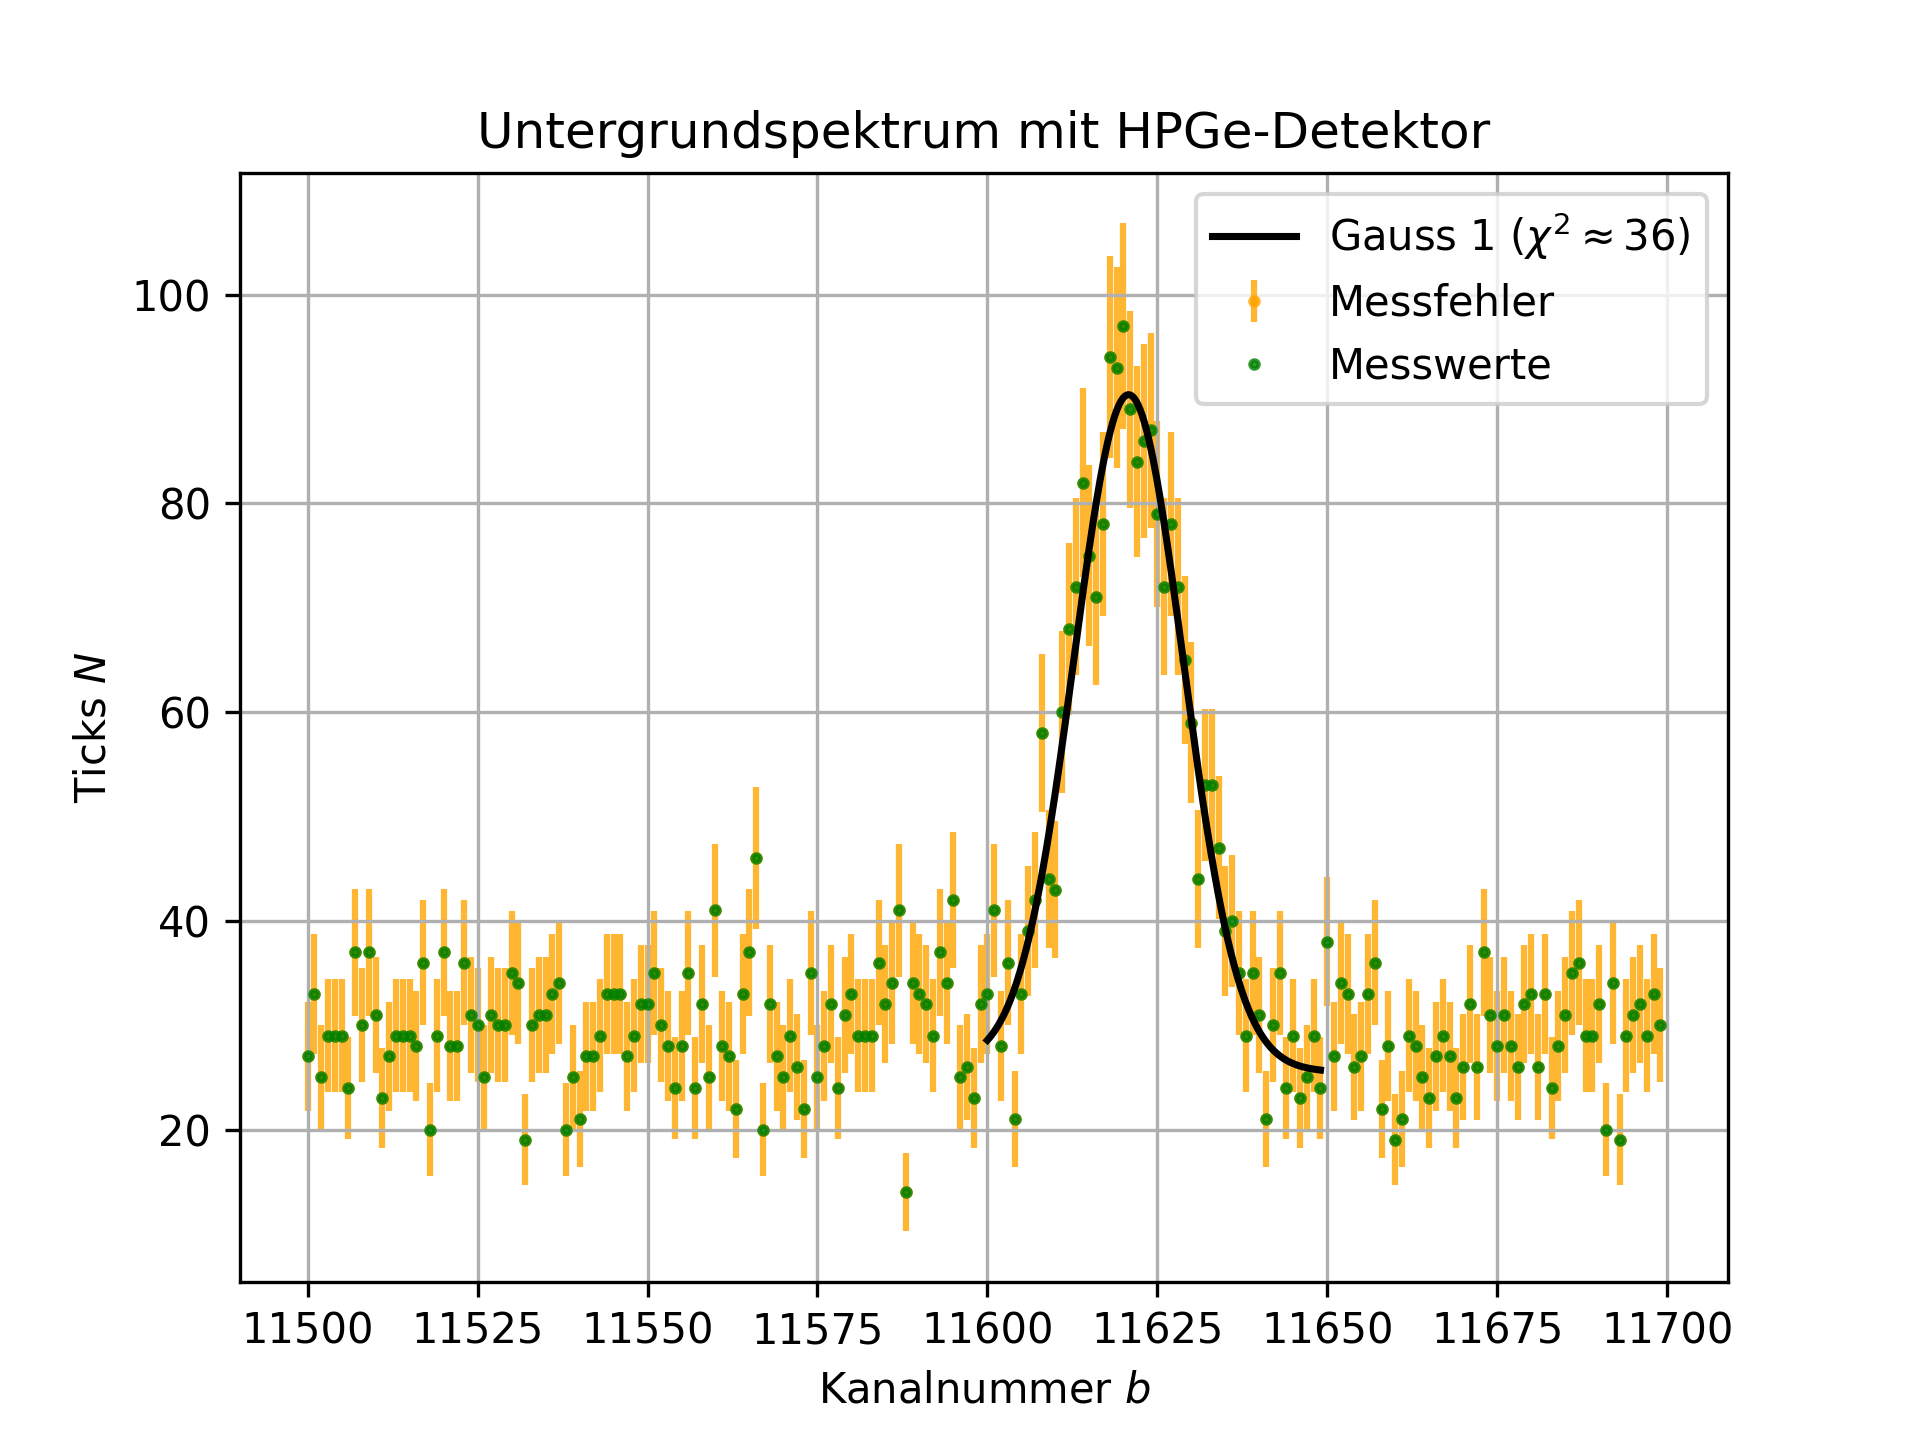 Untergrundspektrum mit HPGe-Detektor
Gauss 1 (χ² ≈ 36)
Messfehler
Messwerte
100
80
60
40
20
Ticks N
11500 11525 11550 11575 11600 11625 11650 11675 11700
Kanalnummer b